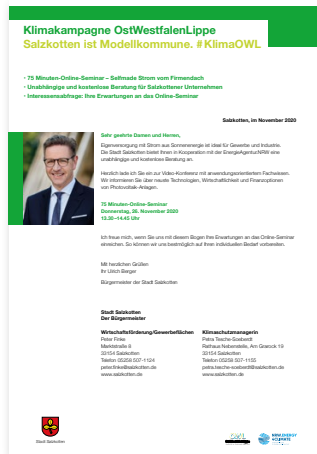 Klimakampagne OstWestfalenLippe
Salzkotten ist Modellkommune. #KlimaOWL
• 75 Minuten-Online-Seminar – Selfmade Strom vom Firmendach
• Unabhängige und kostenlose Beratung für Salzkottener Unternehmen
• Interessensabfrage: Ihre Erwartungen an das Online-Seminar
Salzkotten, im November 2020
Sehr geehrte Damen und Herren,
Eigenversorgung mit Strom aus Sonnenenergie ist ideal für Gewerbe und Industrie.
Die Stadt Salzkotten bietet Ihnen in Kooperation mit der EnergieAgentur.NRW eine
unabhängige und kostenlose Beratung an.
Herzlich lade ich Sie ein zur Video-Konferenz mit anwendungsorientiertem Fachwissen.
Wir informieren Sie über neuste Technologien, Wirtschaftlichkeit und Finanzoptionen
von Photovoltaik-Anlagen.
75 Minuten-Online-Seminar
Donnerstag, 26. November 2020
13.30–14.45 Uhr
Ich freue mich, wenn Sie uns mit diesem Bogen Ihre Erwartungen an das Online-Seminar
einreichen. So können wir uns bestmöglich auf Ihren individuellen Bedarf vorbereiten.
Mit herzlichen Grüßen
Ihr Ulrich Berger
Bürgermeister der Stadt Salzkotten
Stadt Salzkotten
Der Bürgermeister
Wirtschaftsförderung/Gewerbeflächen
Peter Finke
Marktstraße 8
33154 Salzkotten
Telefon 05258 507-1124
peter.finke@salzkotten.de
www.salzkotten.de
Klimaschutzmanagerin
Petra Tesche-Soeberdt
Rathaus Nebenstelle, Am Grarock 19
33154 Salzkotten
Telefon 05258 507-1155
petra.tesche-soeberdt@salzkotten.de
www.salzkotten.de
Stadt Salzkotten